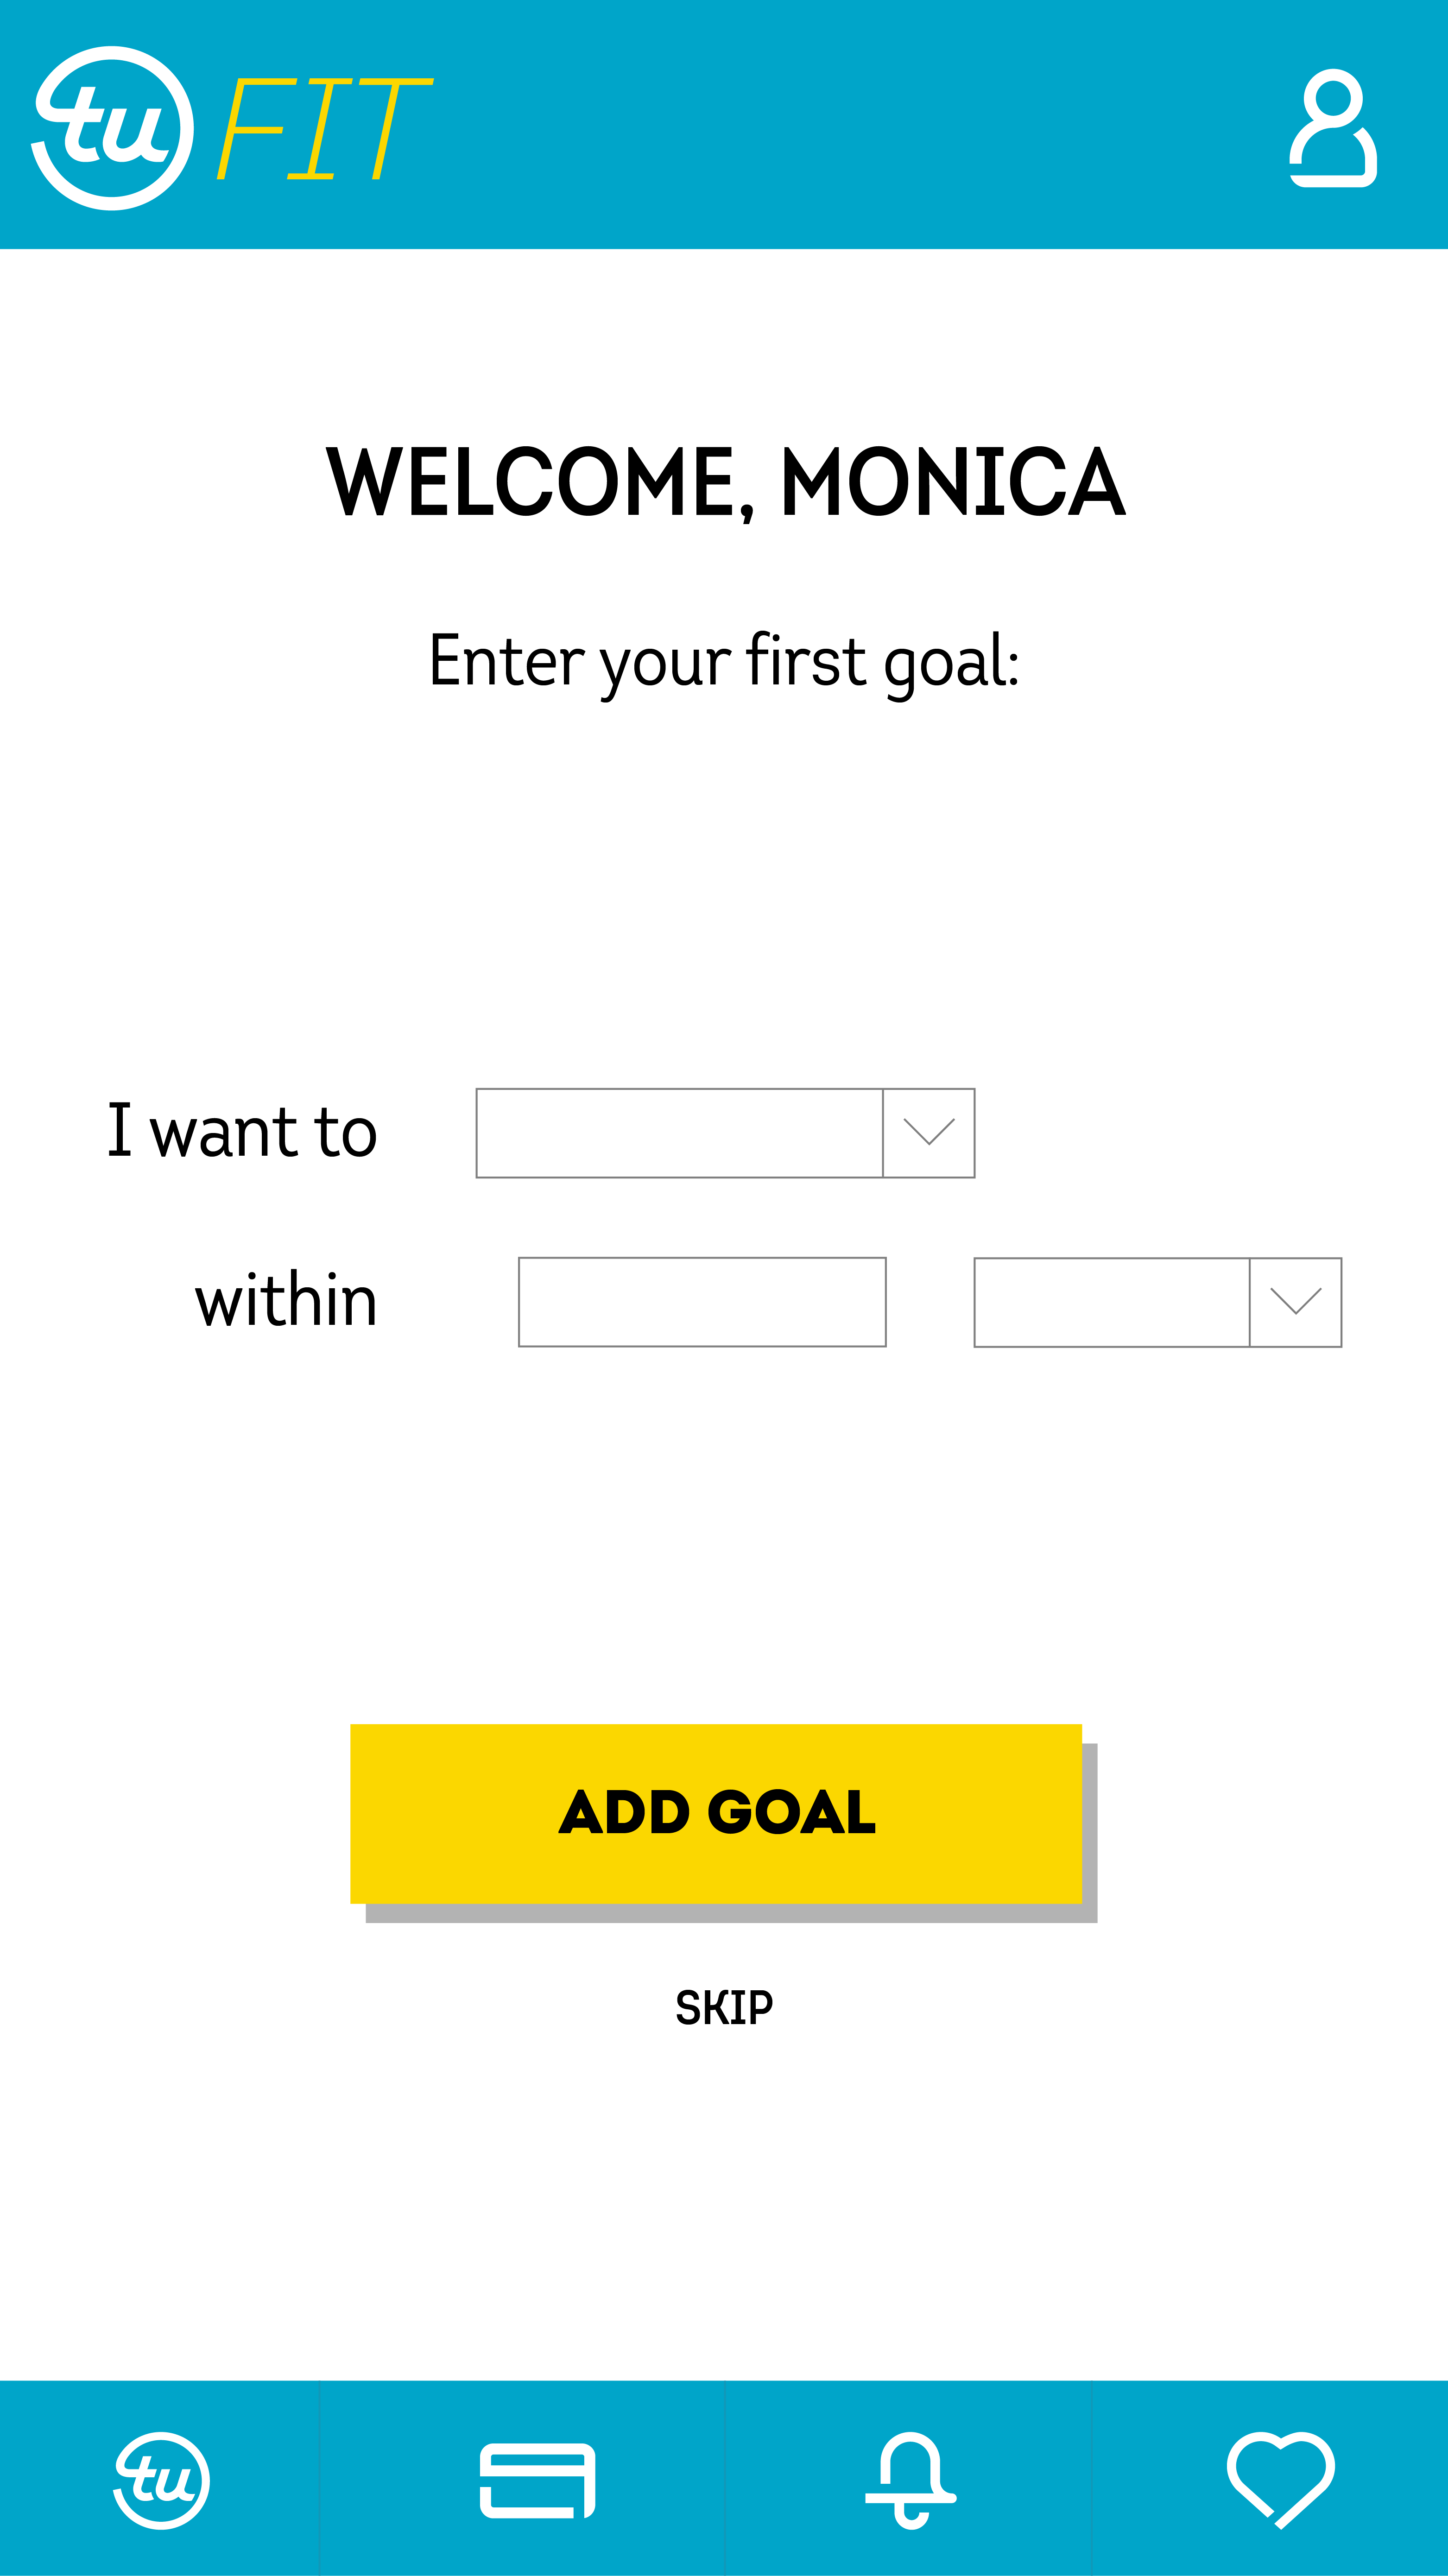 tu FIT
WELCOME, MONICA
Enter your first goal:
I want to
within
ADD GOAL
SKIP
tu